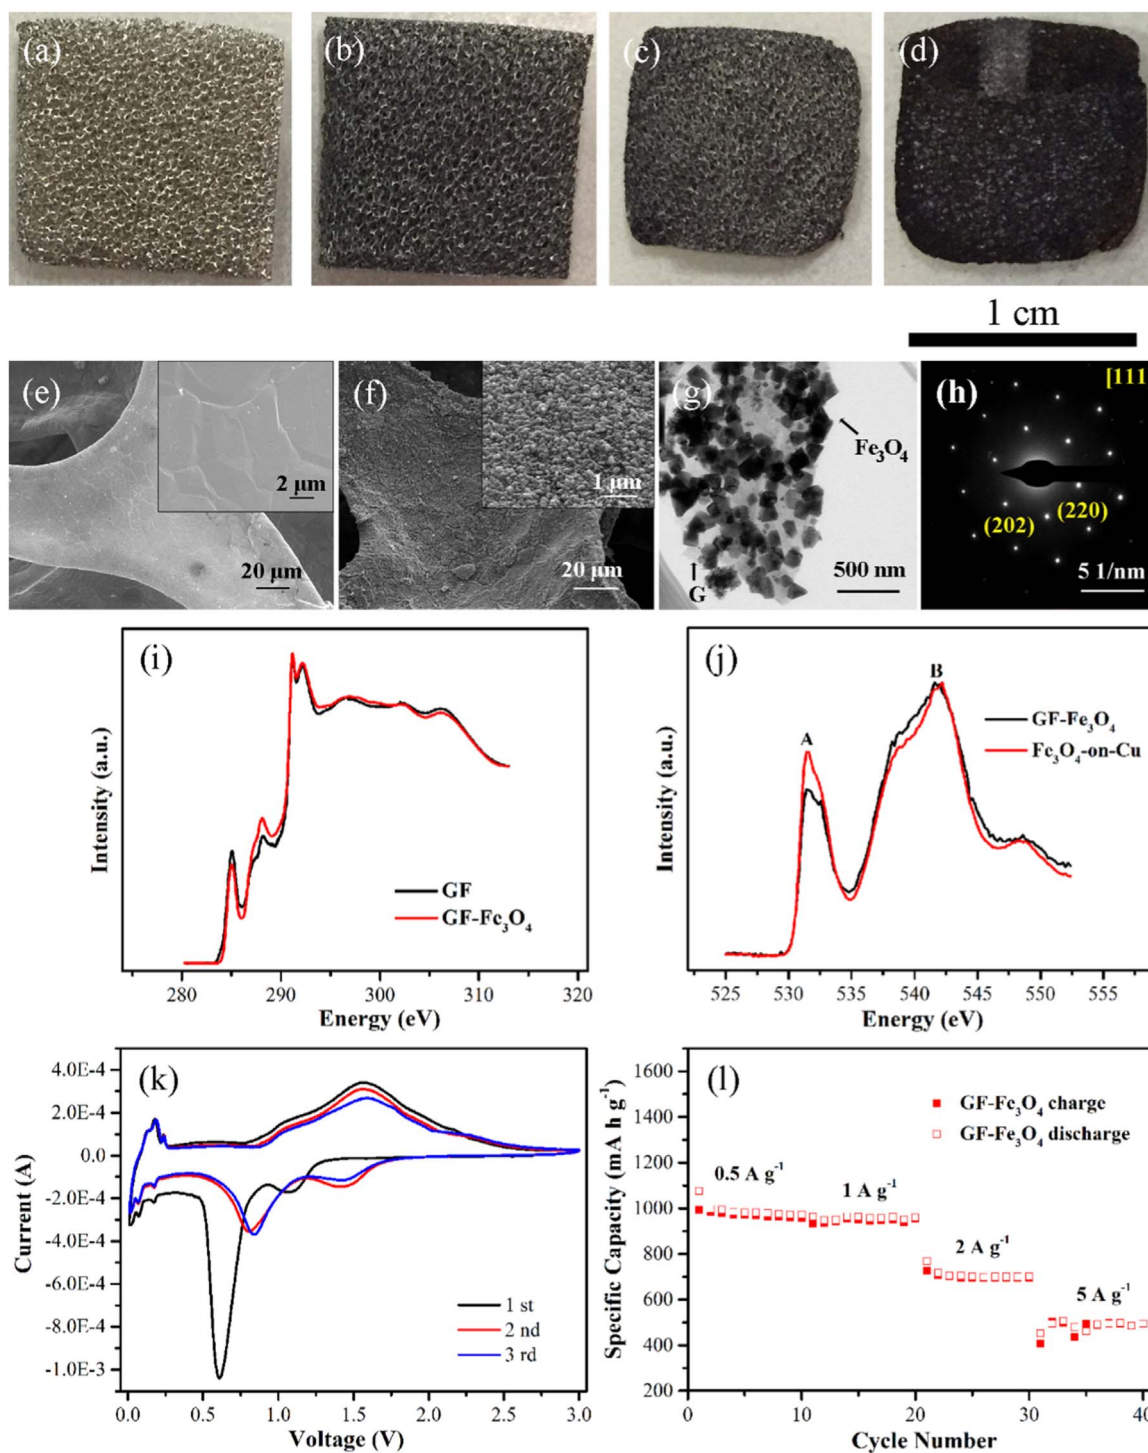 (a) (b) (c) (d)
1 cm
(e) (f) (g) (h) [111
Fe₃O₄
2 μm 1 μm
(202) (220)
20 μm 20 μm G 500 nm 5 1/nm
(i)
Intensity (a.u.)
GF
GF-Fe₃O₄
280 290 300 310 320
Energy (eV)
(j)
Intensity (a.u.)
A
B
GF-Fe₃O₄
Fe₃O₄-on-Cu
525 530 535 540 545 550 555
Energy (eV)
(k)
Current (A)
4.0E-4
2.0E-4
0.0
-2.0E-4
-4.0E-4
-6.0E-4
-8.0E-4
-1.0E-3
1 st
2 nd
3 rd
0.0 0.5 1.0 1.5 2.0 2.5 3.0
Voltage (V)
(l)
Specific Capacity (mA h g⁻¹)
1600
1400
1200
1000
800
600
400
200
GF-Fe₃O₄ charge
GF-Fe₃O₄ discharge
0.5 A g⁻¹
1 A g⁻¹
2 A g⁻¹
5 A g⁻¹
0 10 20 30 40
Cycle Number